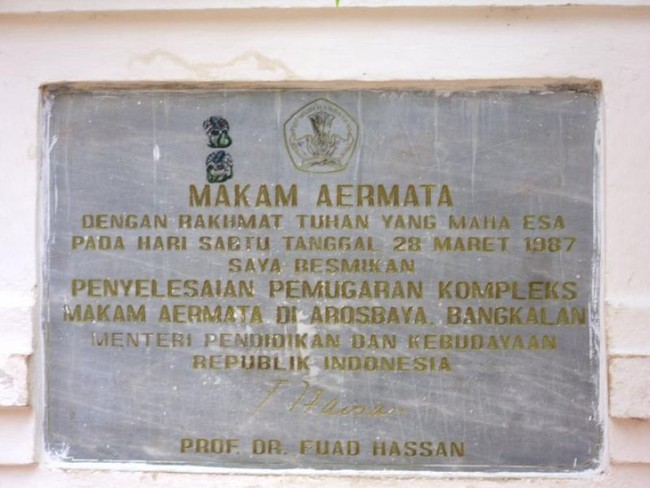 MAKAM AERMATA
DENGAN RAKHMAT TUHAN YANG MAHA ESA
PADA HARI SABTU TANGGAL 28 MARET 1987
SAYA RESMIKAN
PENYELESAIAN PEMUGARAN KOMPLEKS
MAKAM AERMATA DI AROSBAYA, BANGKALAN
MENTERI PENDIDIKAN DAN KEBUDAYAAN
REPUBLIK INDONESIA
F Hassan
PROF. DR. FUAD HASSAN